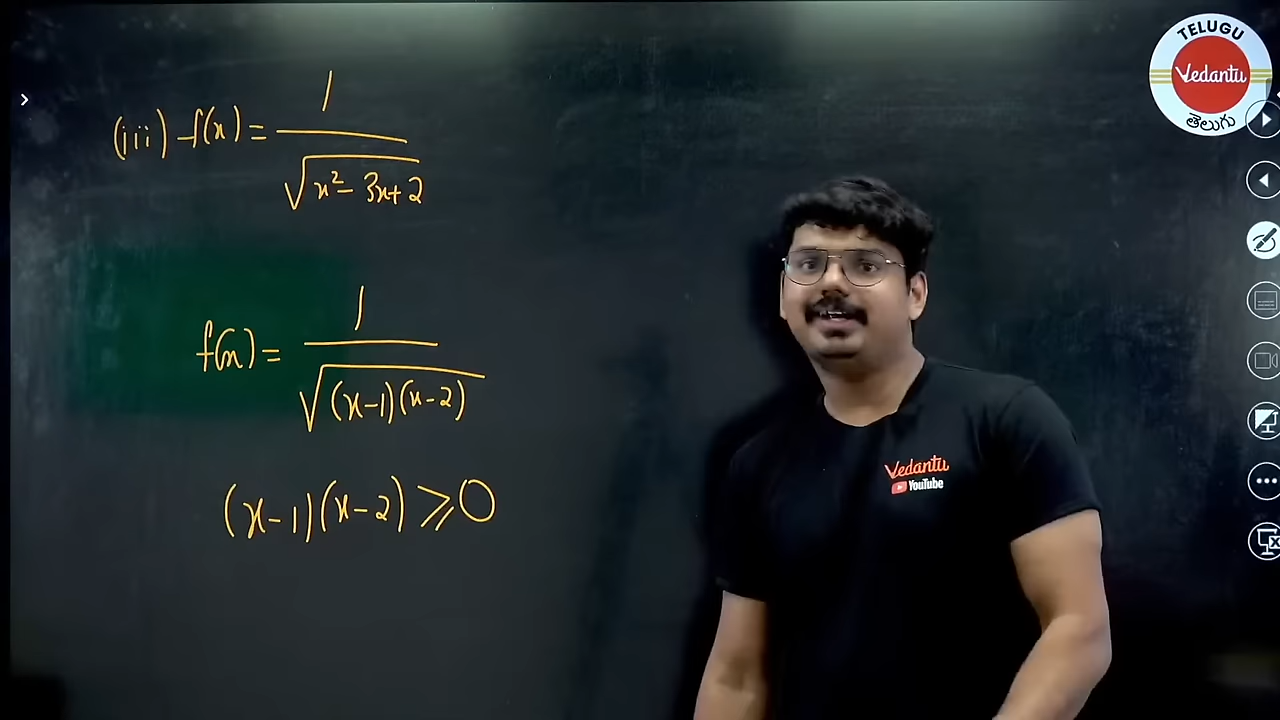 (iii) f(x) = 1 / √(x² - 3x + 2)
f(x) = 1 / √((x-1)(x-2))
(x-1)(x-2) ⩾ 0
TELUGU
Vedantu
తెలుగు
Vedantu
YouTube